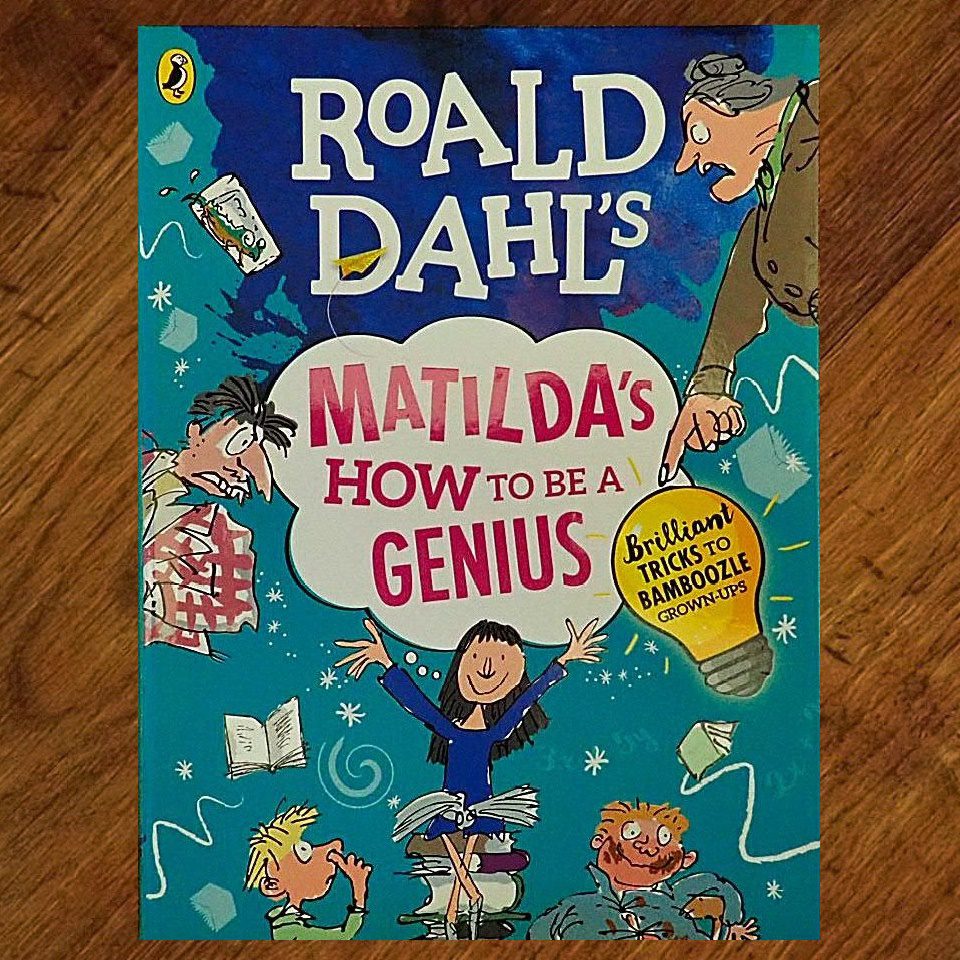 ROALD
DAHL'S
MATILDA'S
HOW TO BE A
GENIUS
Brilliant
TRICKS TO
BAMBOOZLE
GROWN-UPS